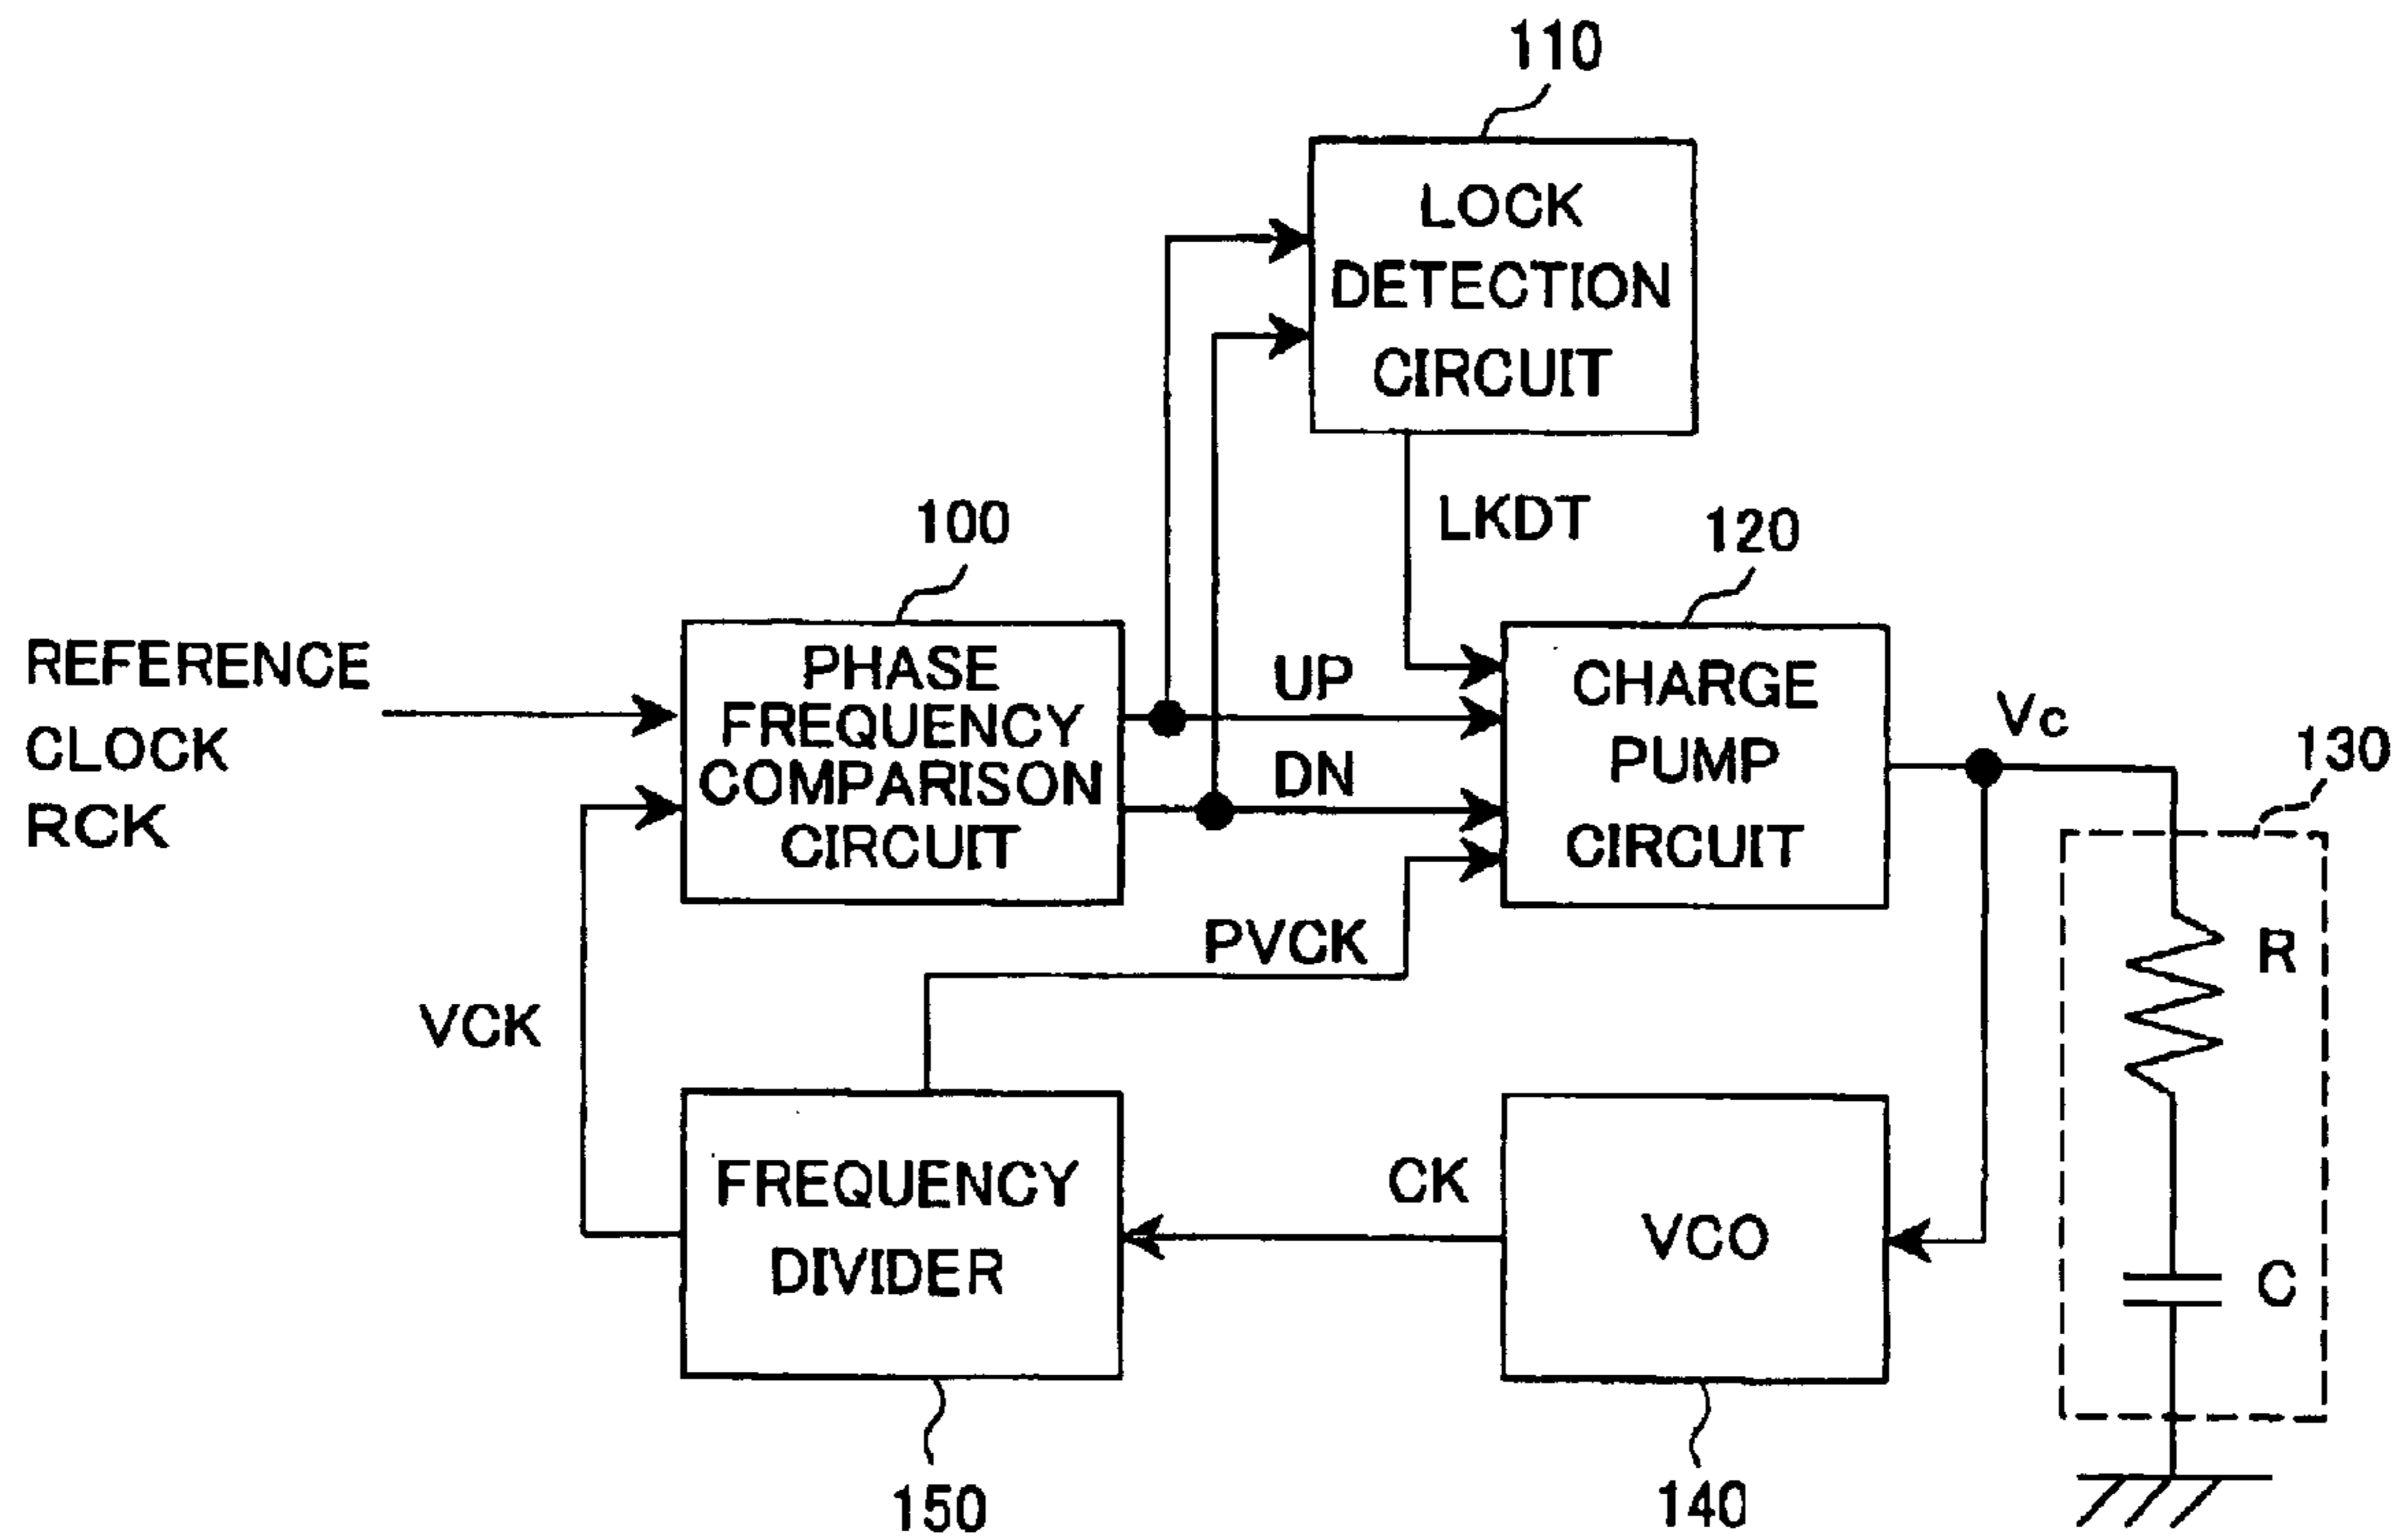 110
LOCK
DETECTION
CIRCUIT
LKDT
100
120
REFERENCE
CLOCK
RCK
PHASE
FREQUENCY
COMPARISON
CIRCUIT
UP
DN
CHARGE
PUMP
CIRCUIT
Vc
130
R
C
PVCK
VCK
FREQUENCY
DIVIDER
CK
VCO
150
140